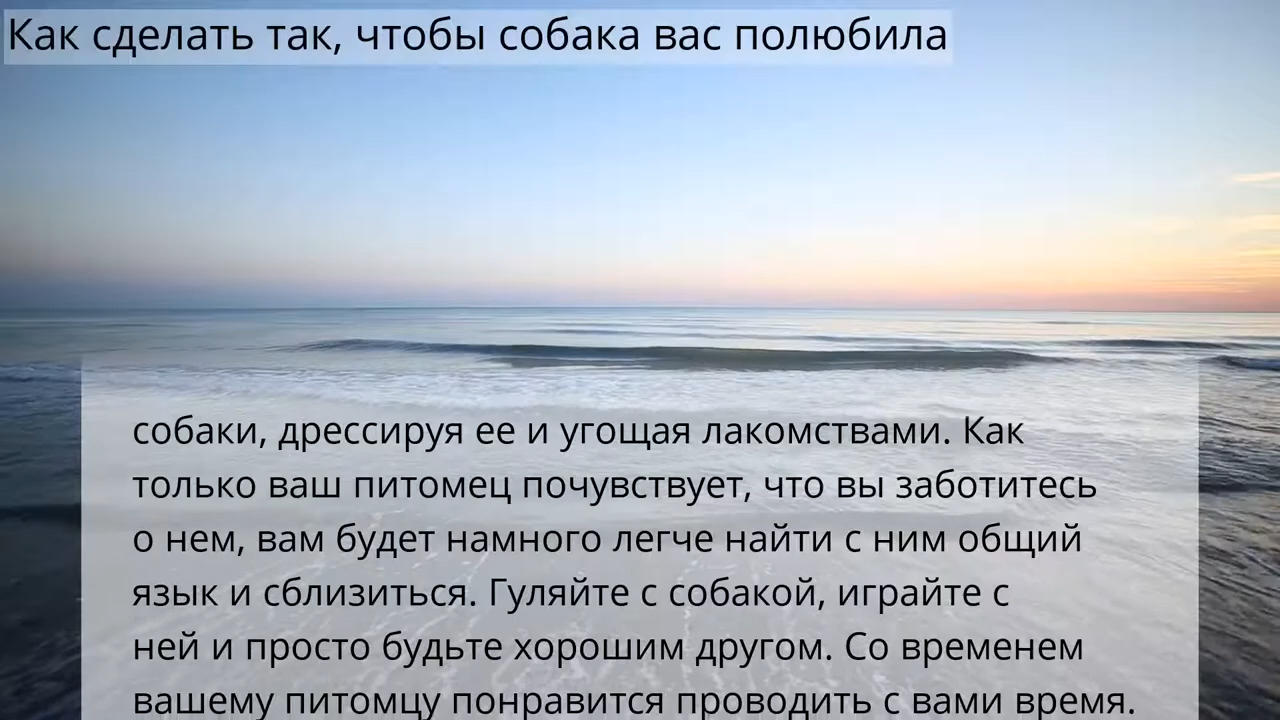 Как сделать так, чтобы собака вас полюбила
собаки, дрессируя ее и угощая лакомствами. Как
только ваш питомец почувствует, что вы заботитесь
о нем, вам будет намного легче найти с ним общий
язык и сблизиться. Гуляйте с собакой, играйте с
ней и просто будьте хорошим другом. Со временем
вашему питомцу понравится проводить с вами время.